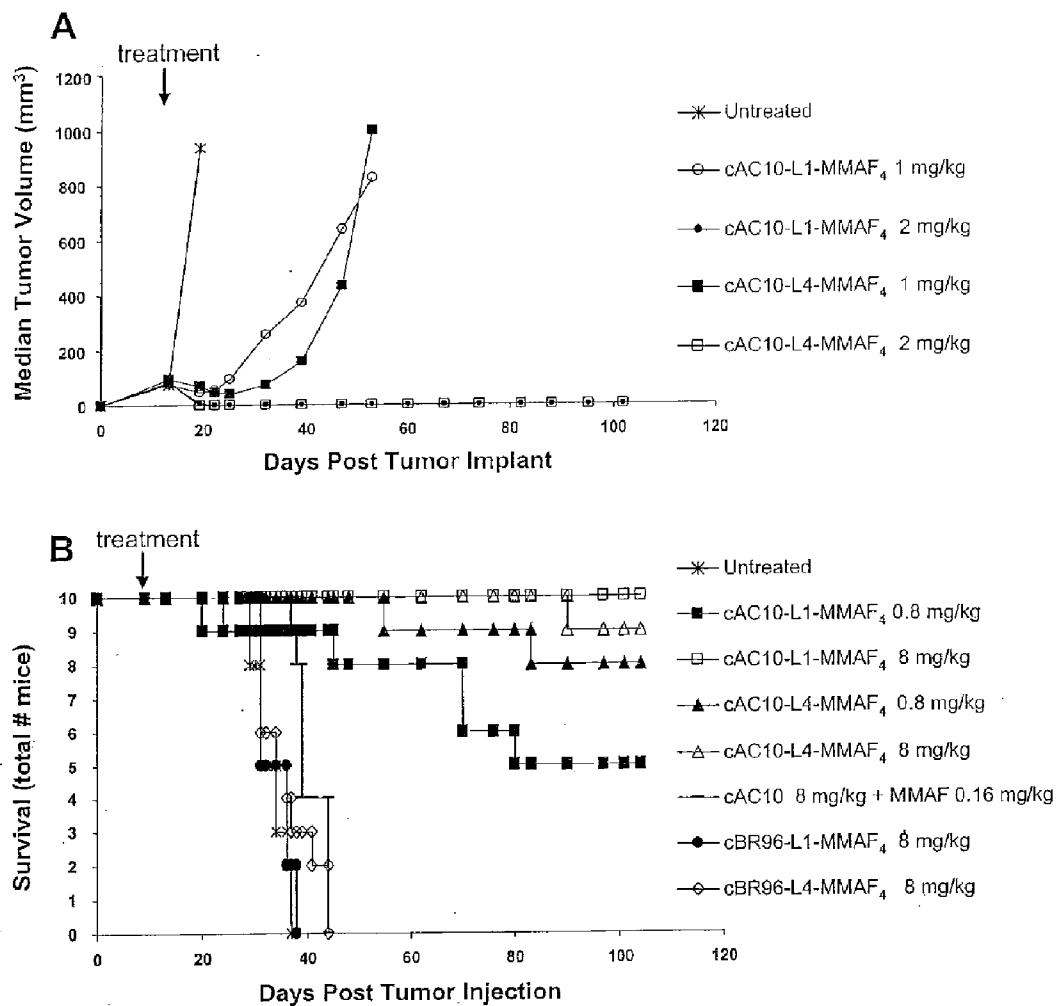 A
treatment
1200
1000
800
600
400
200
0
Median Tumor Volume (mm³)
0 20 40 60 80 100 120
Days Post Tumor Implant
Untreated
cAC10-L1-MMAF₄ 1 mg/kg
cAC10-L1-MMAF₄ 2 mg/kg
cAC10-L4-MMAF₄ 1 mg/kg
cAC10-L4-MMAF₄ 2 mg/kg
B
treatment
10
9
8
7
6
5
4
3
2
1
0
Survival (total # mice)
0 20 40 60 80 100 120
Days Post Tumor Injection
Untreated
cAC10-L1-MMAF₄ 0.8 mg/kg
cAC10-L1-MMAF₄ 8 mg/kg
cAC10-L4-MMAF₄ 0.8 mg/kg
cAC10-L4-MMAF₄ 8 mg/kg
cAC10 8 mg/kg + MMAF 0.16 mg/kg
cBR96-L1-MMAF₄ 8 mg/kg
cBR96-L4-MMAF₄ 8 mg/kg